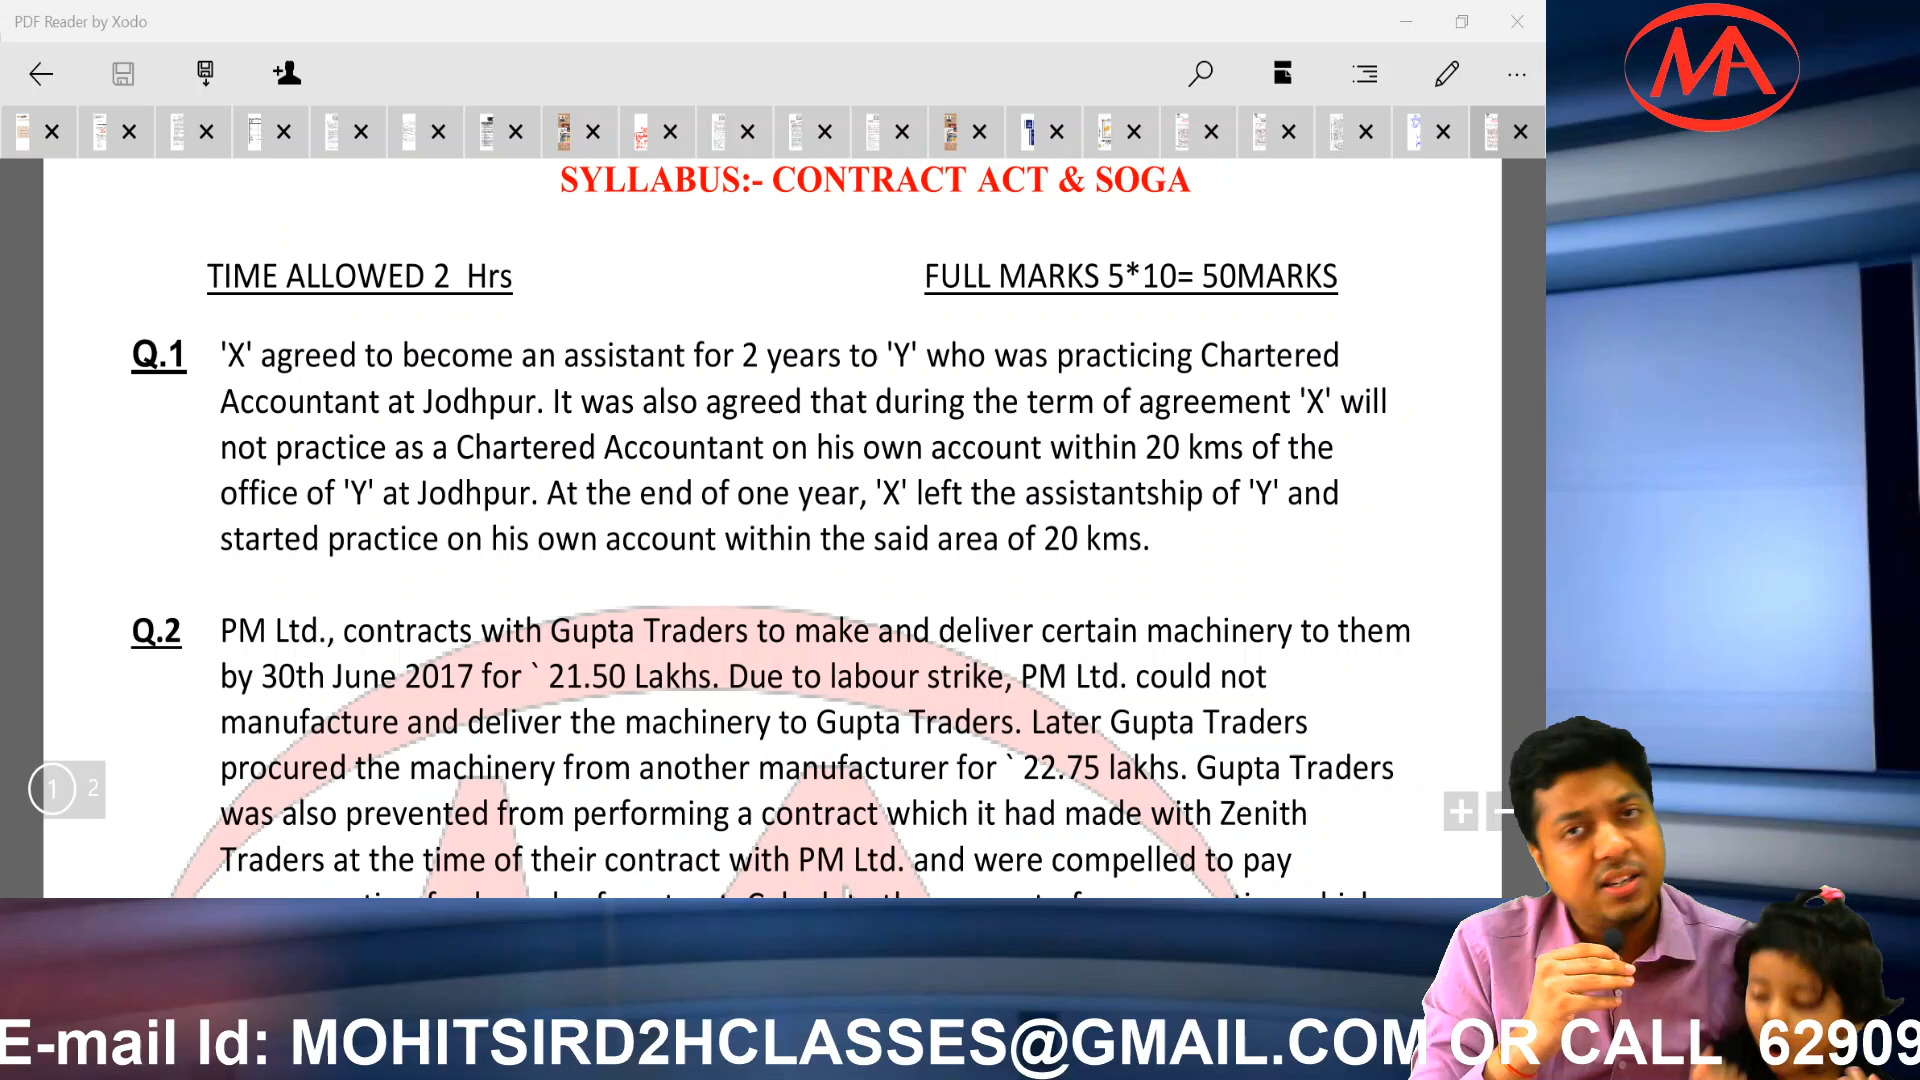 PDF Reader by Xodo
MA
SYLLABUS:- CONTRACT ACT & SOGA
TIME ALLOWED 2 Hrs
FULL MARKS 5*10= 50MARKS
Q.1 'X' agreed to become an assistant for 2 years to 'Y' who was practicing Chartered
Accountant at Jodhpur. It was also agreed that during the term of agreement 'X' will
not practice as a Chartered Accountant on his own account within 20 kms of the
office of 'Y' at Jodhpur. At the end of one year, 'X' left the assistantship of 'Y' and
started practice on his own account within the said area of 20 kms.
Q.2 PM Ltd., contracts with Gupta Traders to make and deliver certain machinery to them
by 30th June 2017 for ` 21.50 Lakhs. Due to labour strike, PM Ltd. could not
manufacture and deliver the machinery to Gupta Traders. Later Gupta Traders
procured the machinery from another manufacturer for ` 22.75 lakhs. Gupta Traders
was also prevented from performing a contract which it had made with Zenith
Traders at the time of their contract with PM Ltd. and were compelled to pay
1 2
E-mail Id: MOHITSIRD2HCLASSES@GMAIL.COM OR CALL 62909